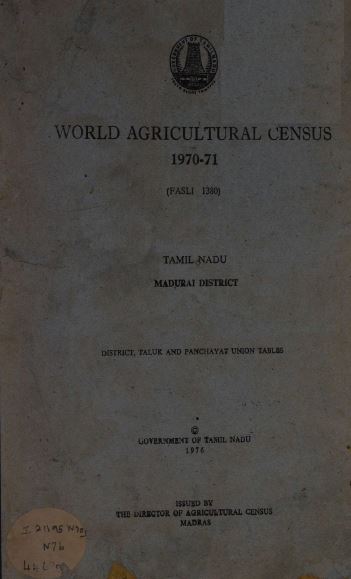 WORLD AGRICULTURAL CENSUS
1970-71
(FASLI 1380)
TAMIL NADU
MADURAI DISTRICT
DISTRICT, TALUK AND PANCHAYAT UNION TABLES
©
GOVERNMENT OF TAMIL NADU
1976
ISSUED BY
THE DIRECTOR OF AGRICULTURAL CENSUS
MADRAS
N76